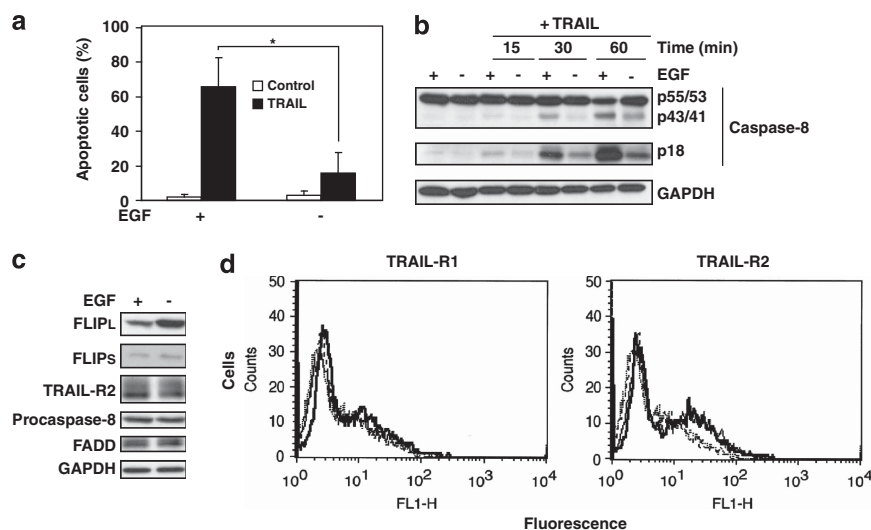 a
Apoptotic cells (%)
100
80
60
40
20
0
*
Control
TRAIL
EGF + -
b
+ TRAIL
15 30 60 Time (min)
+ - + - + - + - EGF
p55/53
p43/41
Caspase-8
p18
GAPDH
c
EGF + -
FLIPL
FLIPS
TRAIL-R2
Procaspase-8
FADD
GAPDH
d
TRAIL-R1
Cells
Counts
50
40
30
20
10
0
10^0 10^1 10^2 10^3 10^4
FL1-H
TRAIL-R2
Counts
50
40
30
20
10
0
10^0 10^1 10^2 10^3 10^4
FL1-H
Fluorescence